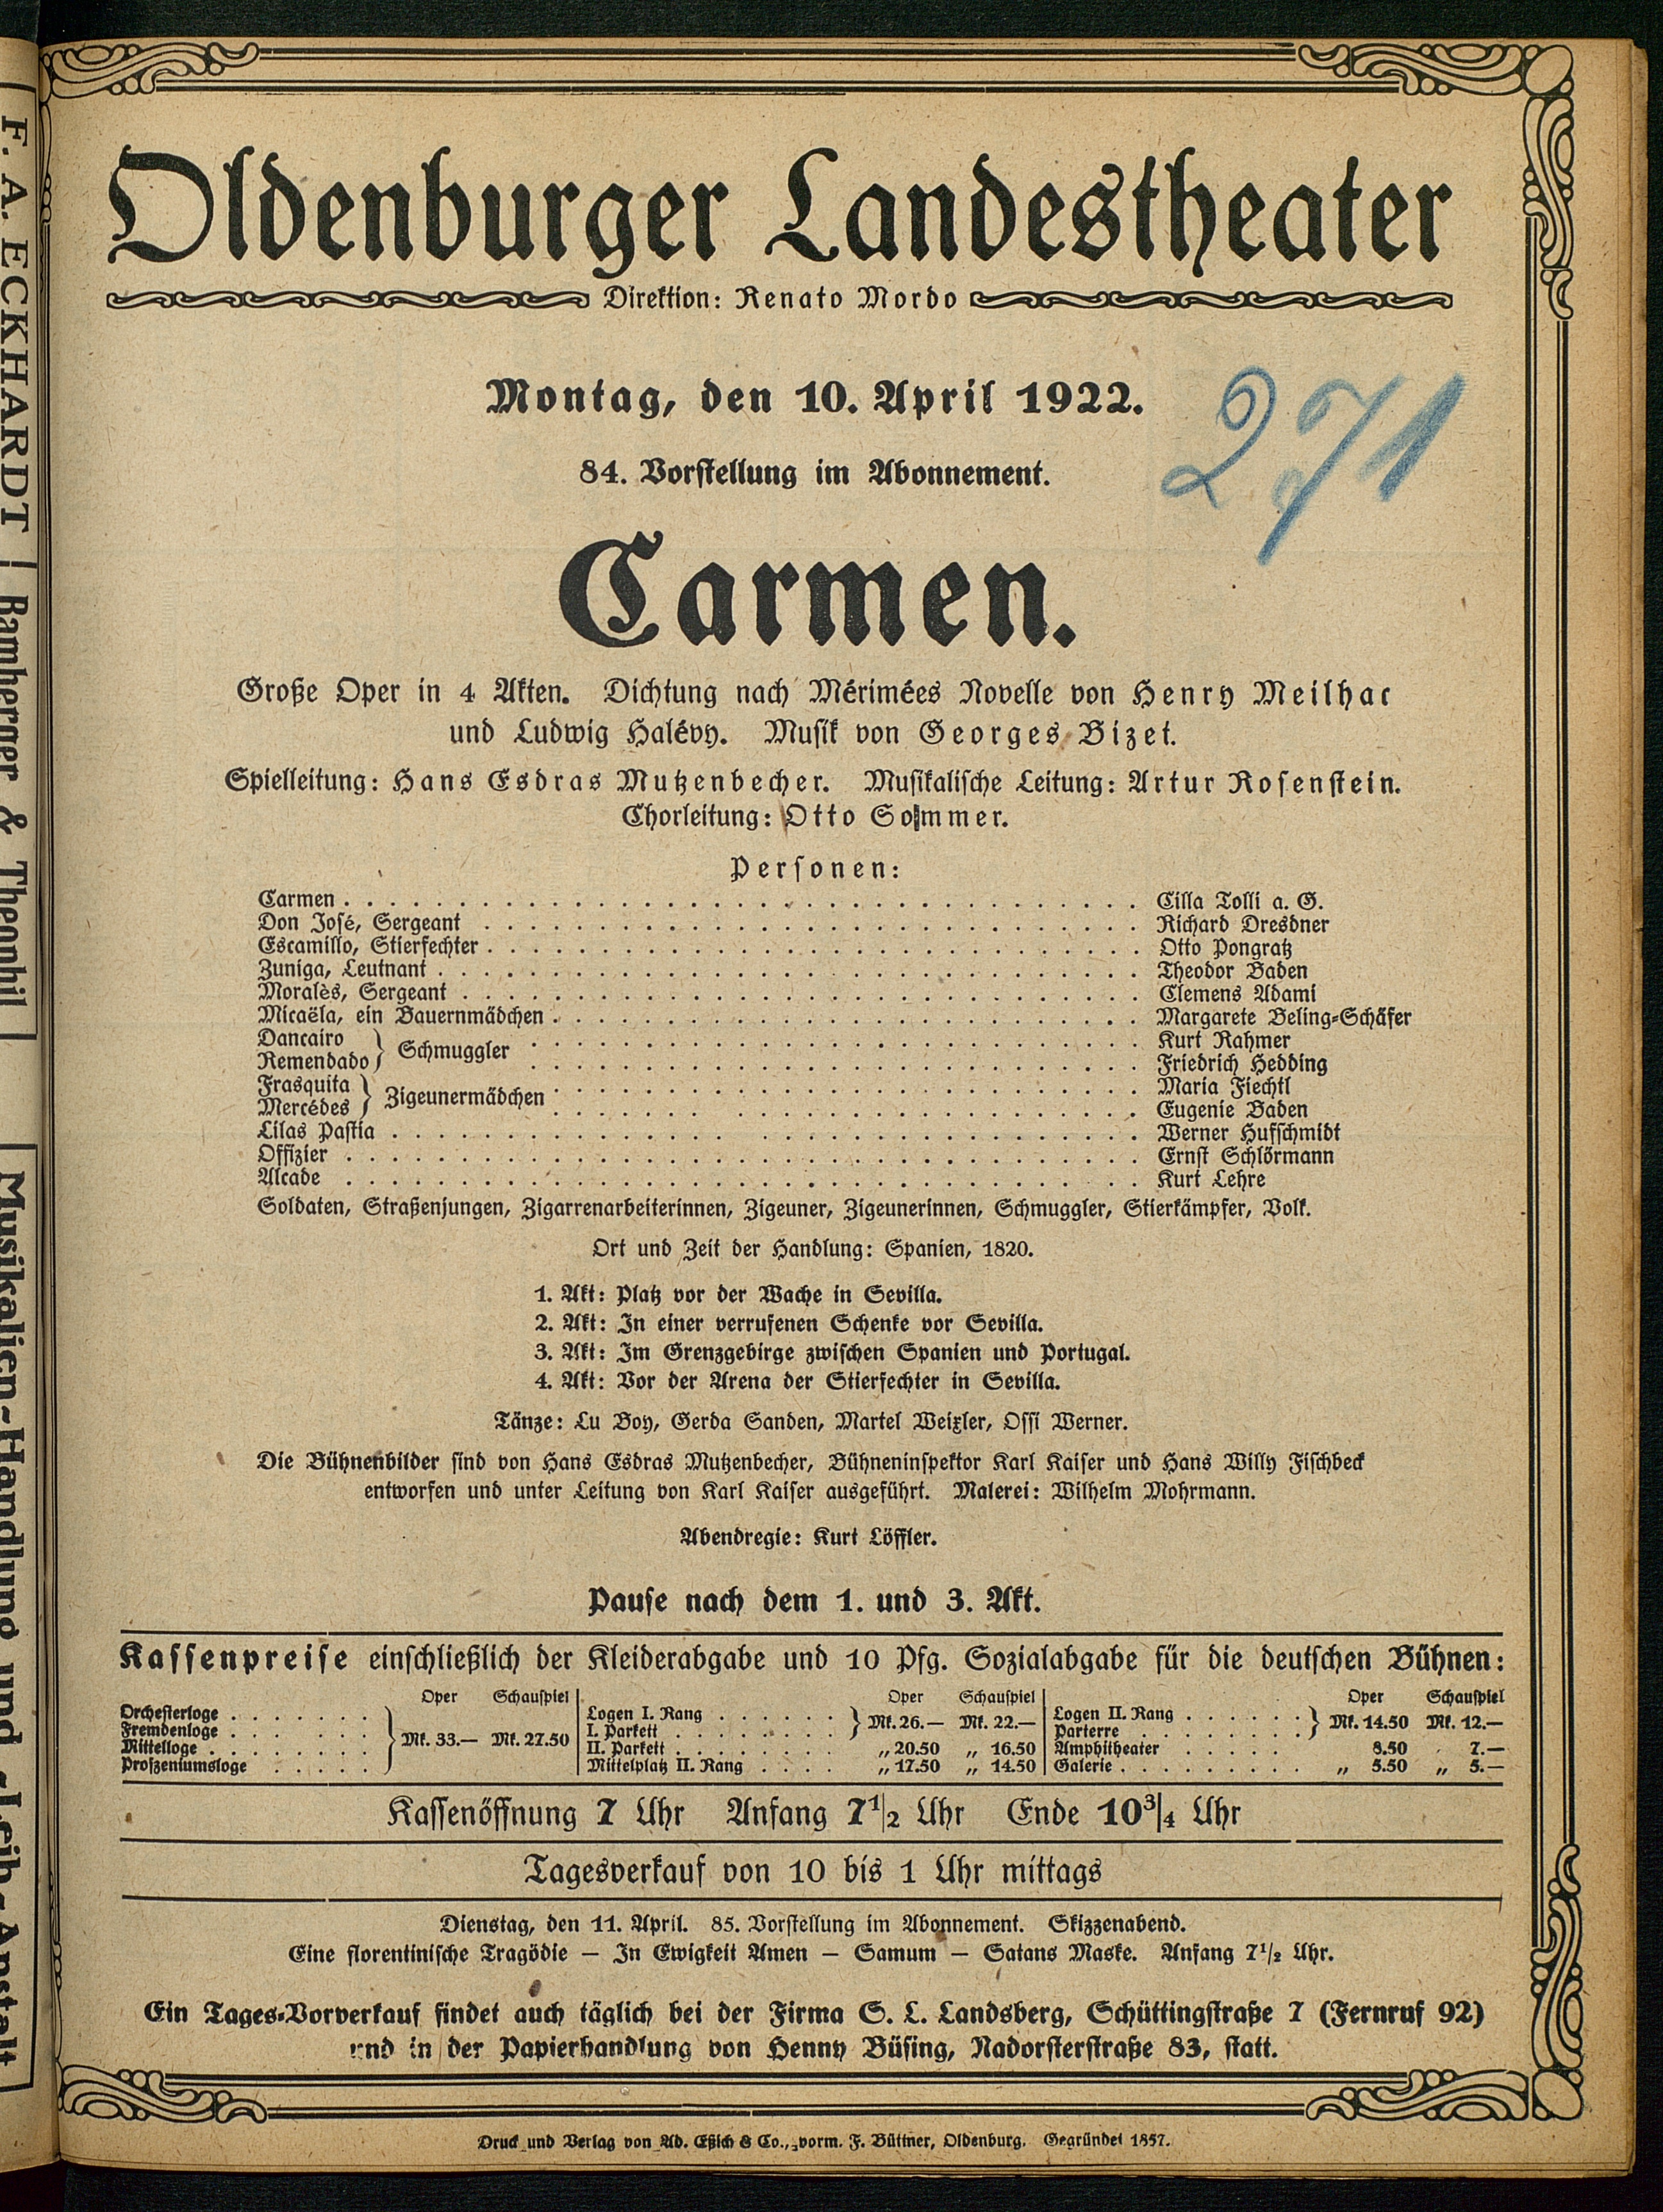 Oldenburger Landestheater
Direktion: Renato Mordo
Montag, den 10. April 1922.
271
84. Vorstellung im Abonnement.
Carmen.
Große Oper in 4 Akten. Dichtung nach Mérimées Novelle von Henry Meilhac
und Ludwig Halévy. Musik von Georges Bizet.
Spielleitung: Hans Esdras Mutzenbecher. Musikalische Leitung: Artur Rosenstein.
Chorleitung: Otto Sommer.
Personen:
Carmen . . . . . Cilla Tolli a. G.
Don José, Sergeant . . . . . Richard Dresdner
Escamillo, Stierfechter . . . . . Otto Pongratz
Zuniga, Leutnant . . . . . Theodor Baden
Moralès, Sergeant . . . . . Clemens Adami
Micaëla, ein Bauernmädchen . . . . . Margarete Beling-Schäfer
Dancairo } Schmuggler . . . . . Kurt Rahmer
Remendado } . . . . . Friedrich Hedding
Frasquita } Zigeunermädchen . . . . . Maria Fiechtl
Mercédes } . . . . . Eugenie Baden
Lilas Pastia . . . . . Werner Hufschmidt
Offizier . . . . . Ernst Schlörmann
Alcade . . . . . Kurt Lehre
Soldaten, Straßenjungen, Zigarrenarbeiterinnen, Zigeuner, Zigeunerinnen, Schmuggler, Stierkämpfer, Volk.
Ort und Zeit der Handlung: Spanien, 1820.
1. Akt: Platz vor der Wache in Sevilla.
2. Akt: In einer verrufenen Schenke vor Sevilla.
3. Akt: Im Grenzgebirge zwischen Spanien und Portugal.
4. Akt: Vor der Arena der Stierfechter in Sevilla.
Tänze: Lu Boy, Gerda Sanden, Martel Weixler, Ossi Werner.
Die Bühnenbilder sind von Hans Esdras Mutzenbecher, Bühneninspektor Karl Kaiser und Hans Willy Fischbeck
entworfen und unter Leitung von Karl Kaiser ausgeführt. Malerei: Wilhelm Mohrmann.
Abendregie: Kurt Löffler.
Pause nach dem 1. und 3. Akt.
Kassenpreise einschließlich der Kleiderabgabe und 10 Pfg. Sozialabgabe für die deutschen Bühnen:
Oper Schauspiel
Orchesterloge . . . . .
Fremdenloge . . . . .
Mittelloge . . . . .
Proszeniumsloge . . . . .
} Mk. 33.— Mk. 27.50
Oper Schauspiel
Logen I. Rang . . . . .
I. Parkett . . . . .
} Mk. 26.— Mk. 22.—
II. Parkett . . . . . „ 20.50 „ 16.50
Mittelplatz II. Rang . . . . „ 17.50 „ 14.50
Oper Schauspiel
Logen II. Rang . . . . .
Parterre . . . . .
} Mk. 14.50 Mk. 12.—
Amphitheater . . . . . 8.50 „ 7.—
Galerie . . . . . „ 5.50 „ 5.—
Kassenöffnung 7 Uhr Anfang 7 1/2 Uhr Ende 10 3/4 Uhr
Tagesverkauf von 10 bis 1 Uhr mittags
Dienstag, den 11. April. 85. Vorstellung im Abonnement. Skizzenabend.
Eine florentinische Tragödie — In Ewigkeit Amen — Samum — Satans Maske. Anfang 7 1/2 Uhr.
Ein Tages-Vorverkauf findet auch täglich bei der Firma S. L. Landsberg, Schüttingstraße 7 (Fernruf 92)
und in der Papierhandlung von Henny Büsing, Nadorsterstraße 83, statt.
Druck und Verlag von Ad. Eßich & Co., vorm. F. Büttner, Oldenburg. Gegründet 1857.
F. A. ECKHARDT
Bamberger & Theophil
Musikalien-Handlung und -Leih-Anstalt